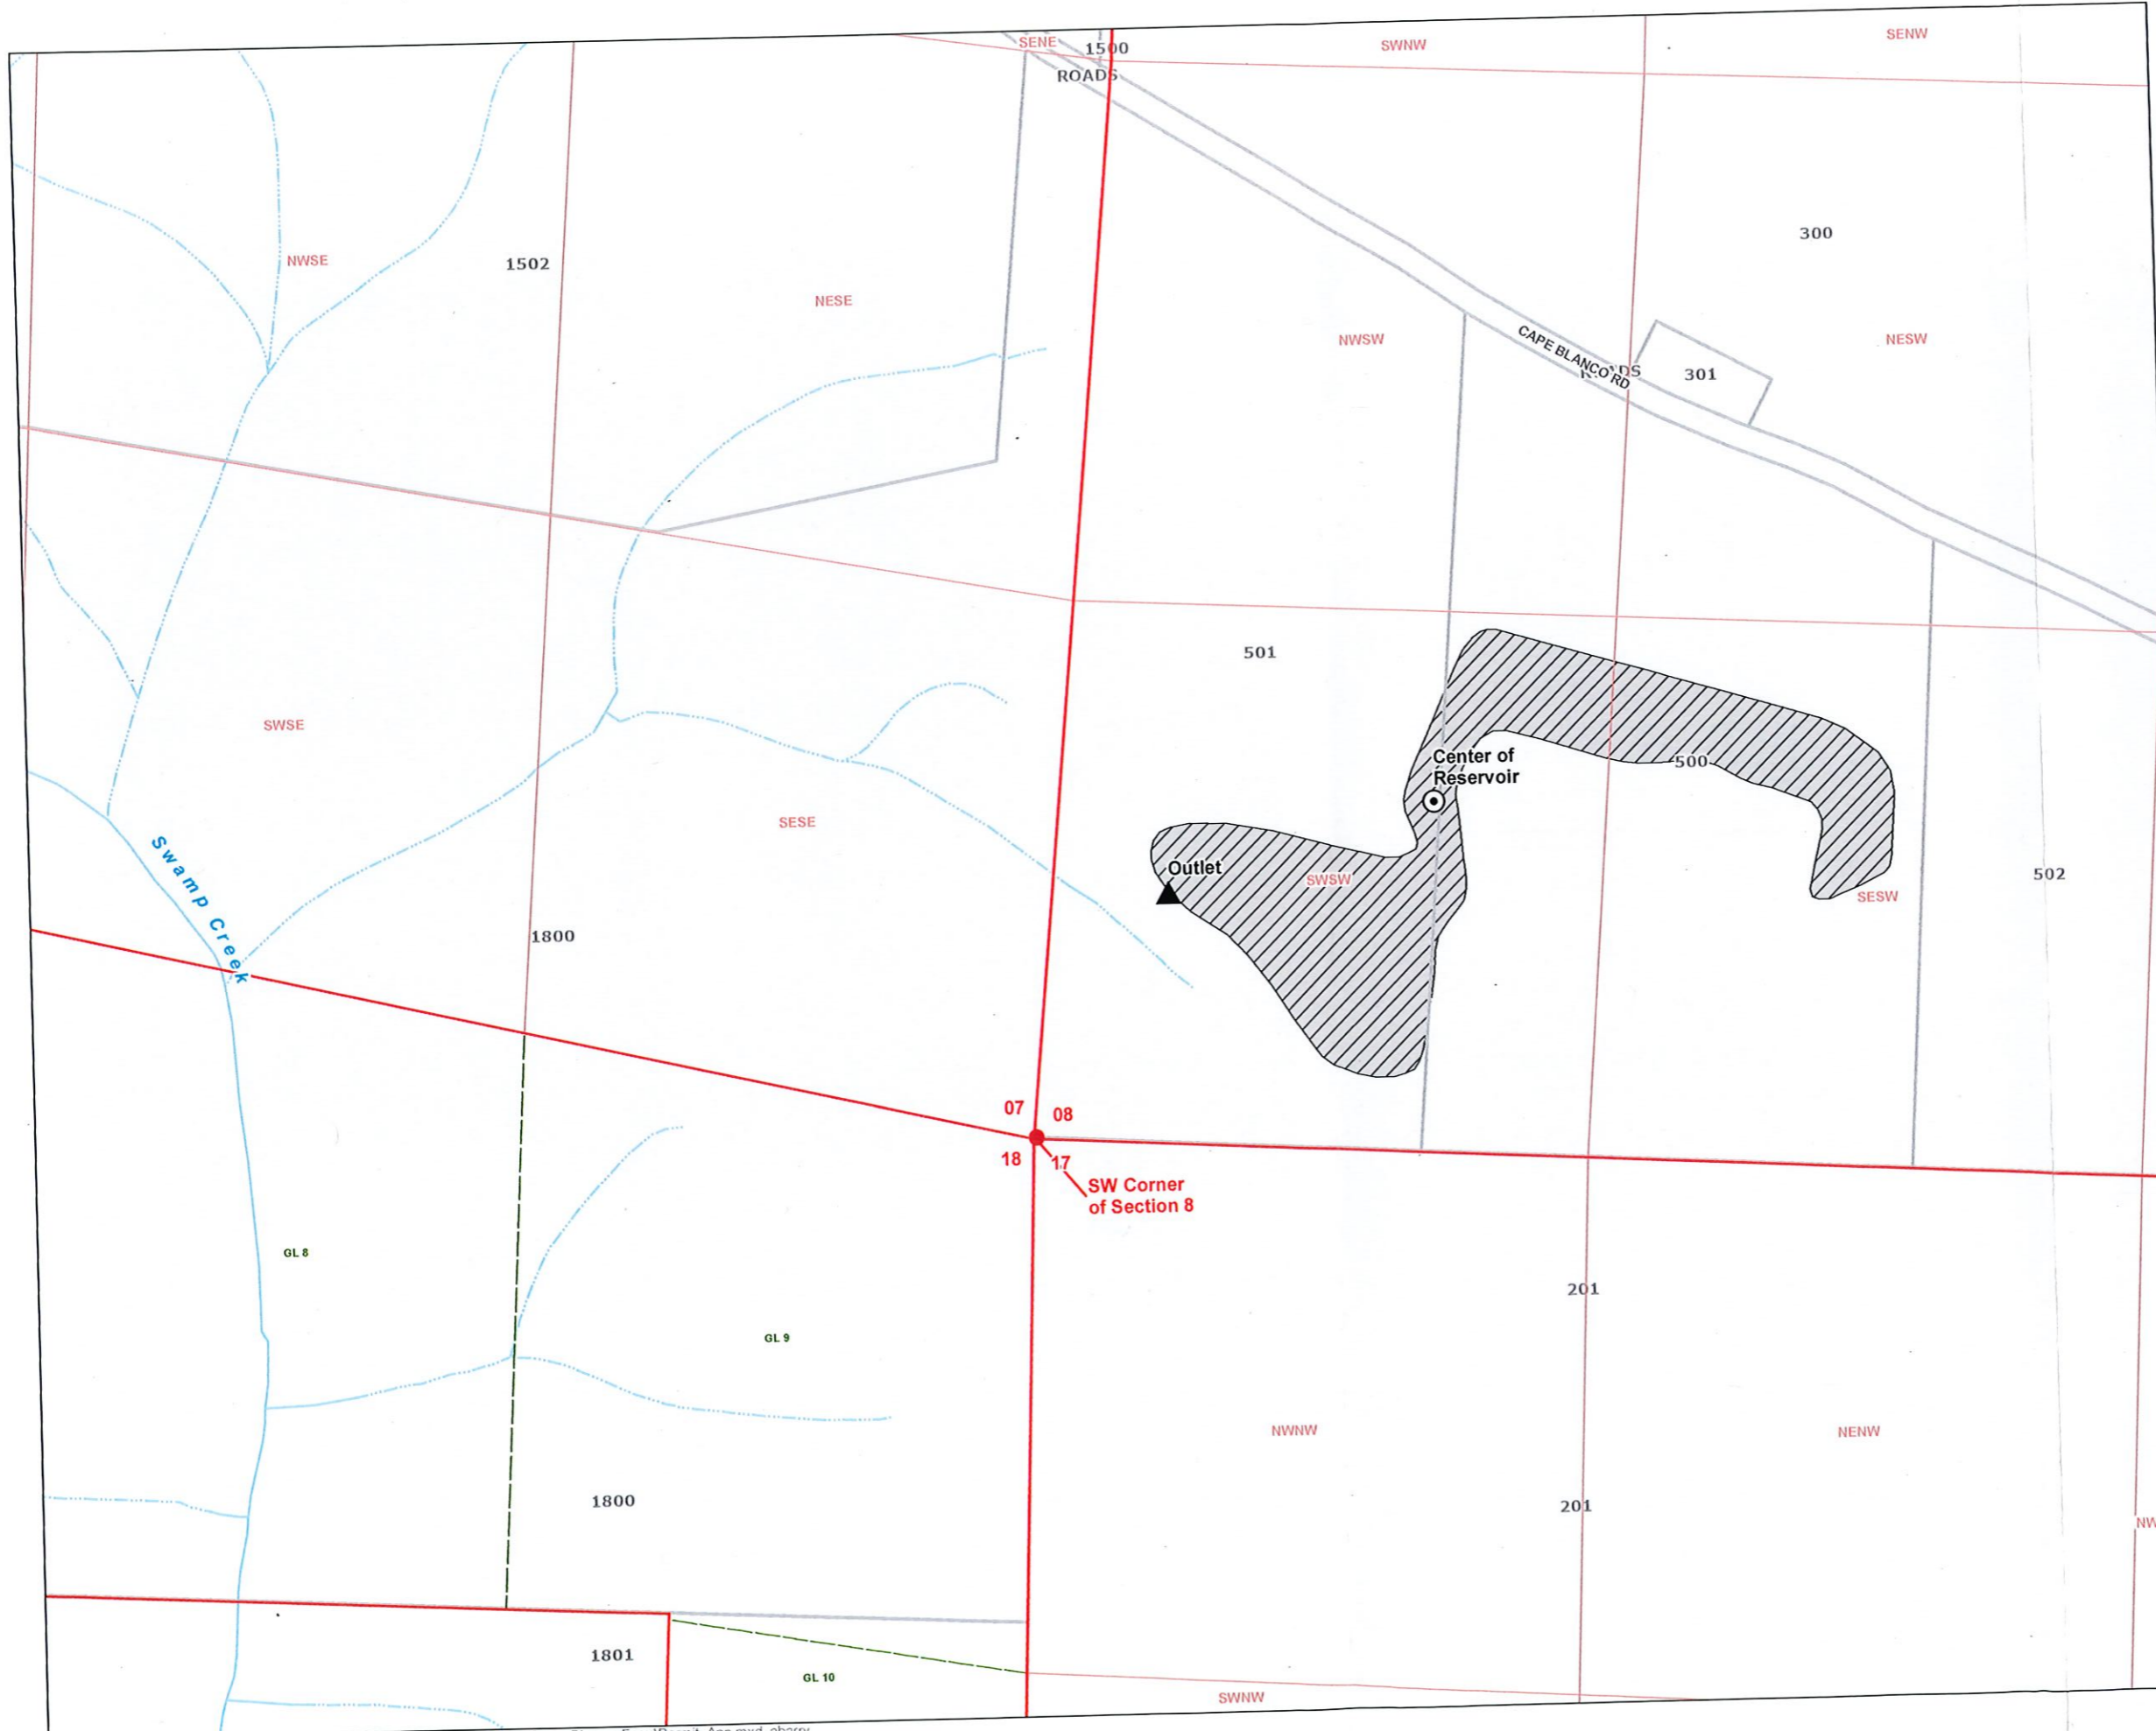 SENE
1500
ROADS
SWNW
SENW
300
NWSE
1502
NESE
NWSW
CAPE BLANCO RD
301
NESW
501
SWSE
Center of
Reservoir
500
SESE
Outlet
SWSW
502
SESW
Swamp Creek
1800
07
08
18
17
SW Corner
of Section 8
GL 8
201
GL 9
NWNW
NENW
1800
201
NW
1801
GL 10
SWNW